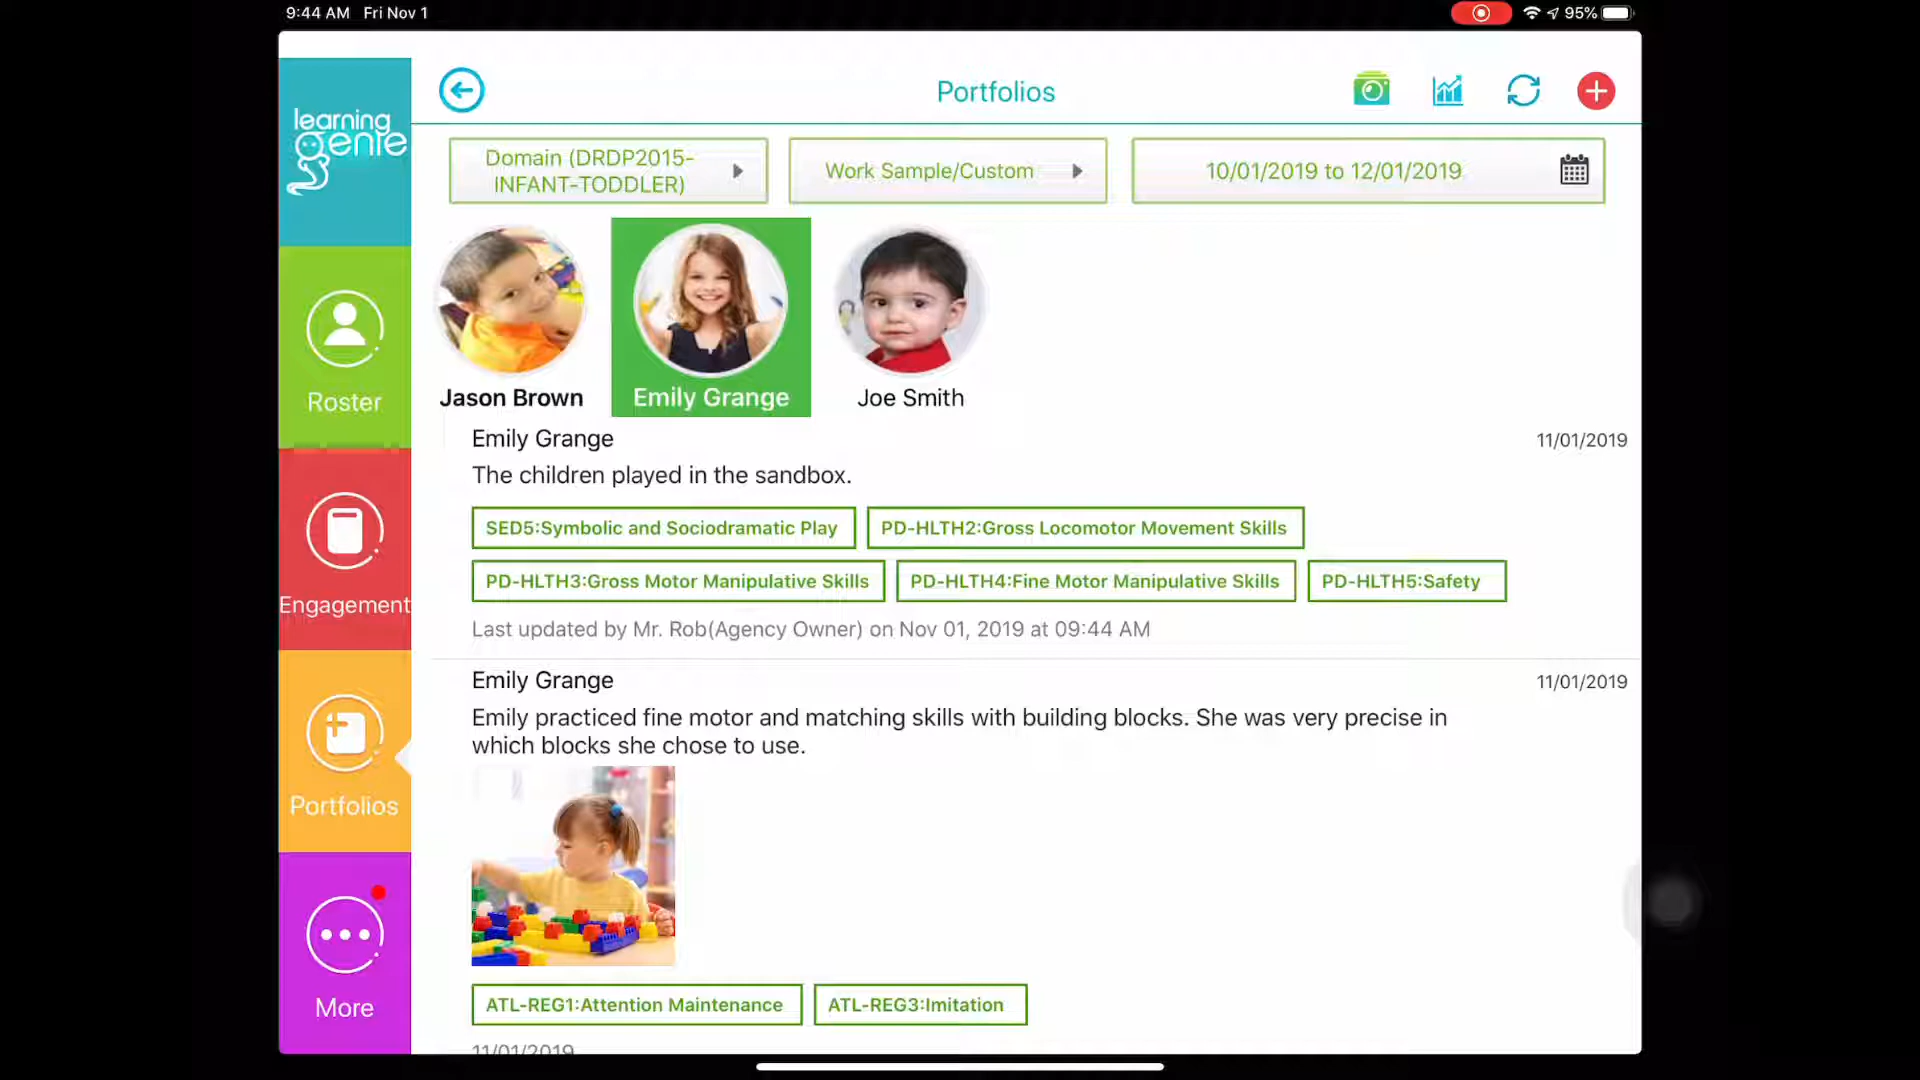 9:44 AM Fri Nov 1
95%
learning
genie
Portfolios
Domain (DRDP2015-
INFANT-TODDLER)
Work Sample/Custom
10/01/2019 to 12/01/2019
Roster
Engagement
Portfolios
More
Jason Brown
Emily Grange
Joe Smith
Emily Grange
11/01/2019
The children played in the sandbox.
SED5:Symbolic and Sociodramatic Play
PD-HLTH2:Gross Locomotor Movement Skills
PD-HLTH3:Gross Motor Manipulative Skills
PD-HLTH4:Fine Motor Manipulative Skills
PD-HLTH5:Safety
Last updated by Mr. Rob(Agency Owner) on Nov 01, 2019 at 09:44 AM
Emily Grange
11/01/2019
Emily practiced fine motor and matching skills with building blocks. She was very precise in
which blocks she chose to use.
ATL-REG1:Attention Maintenance
ATL-REG3:Imitation
11/01/2019